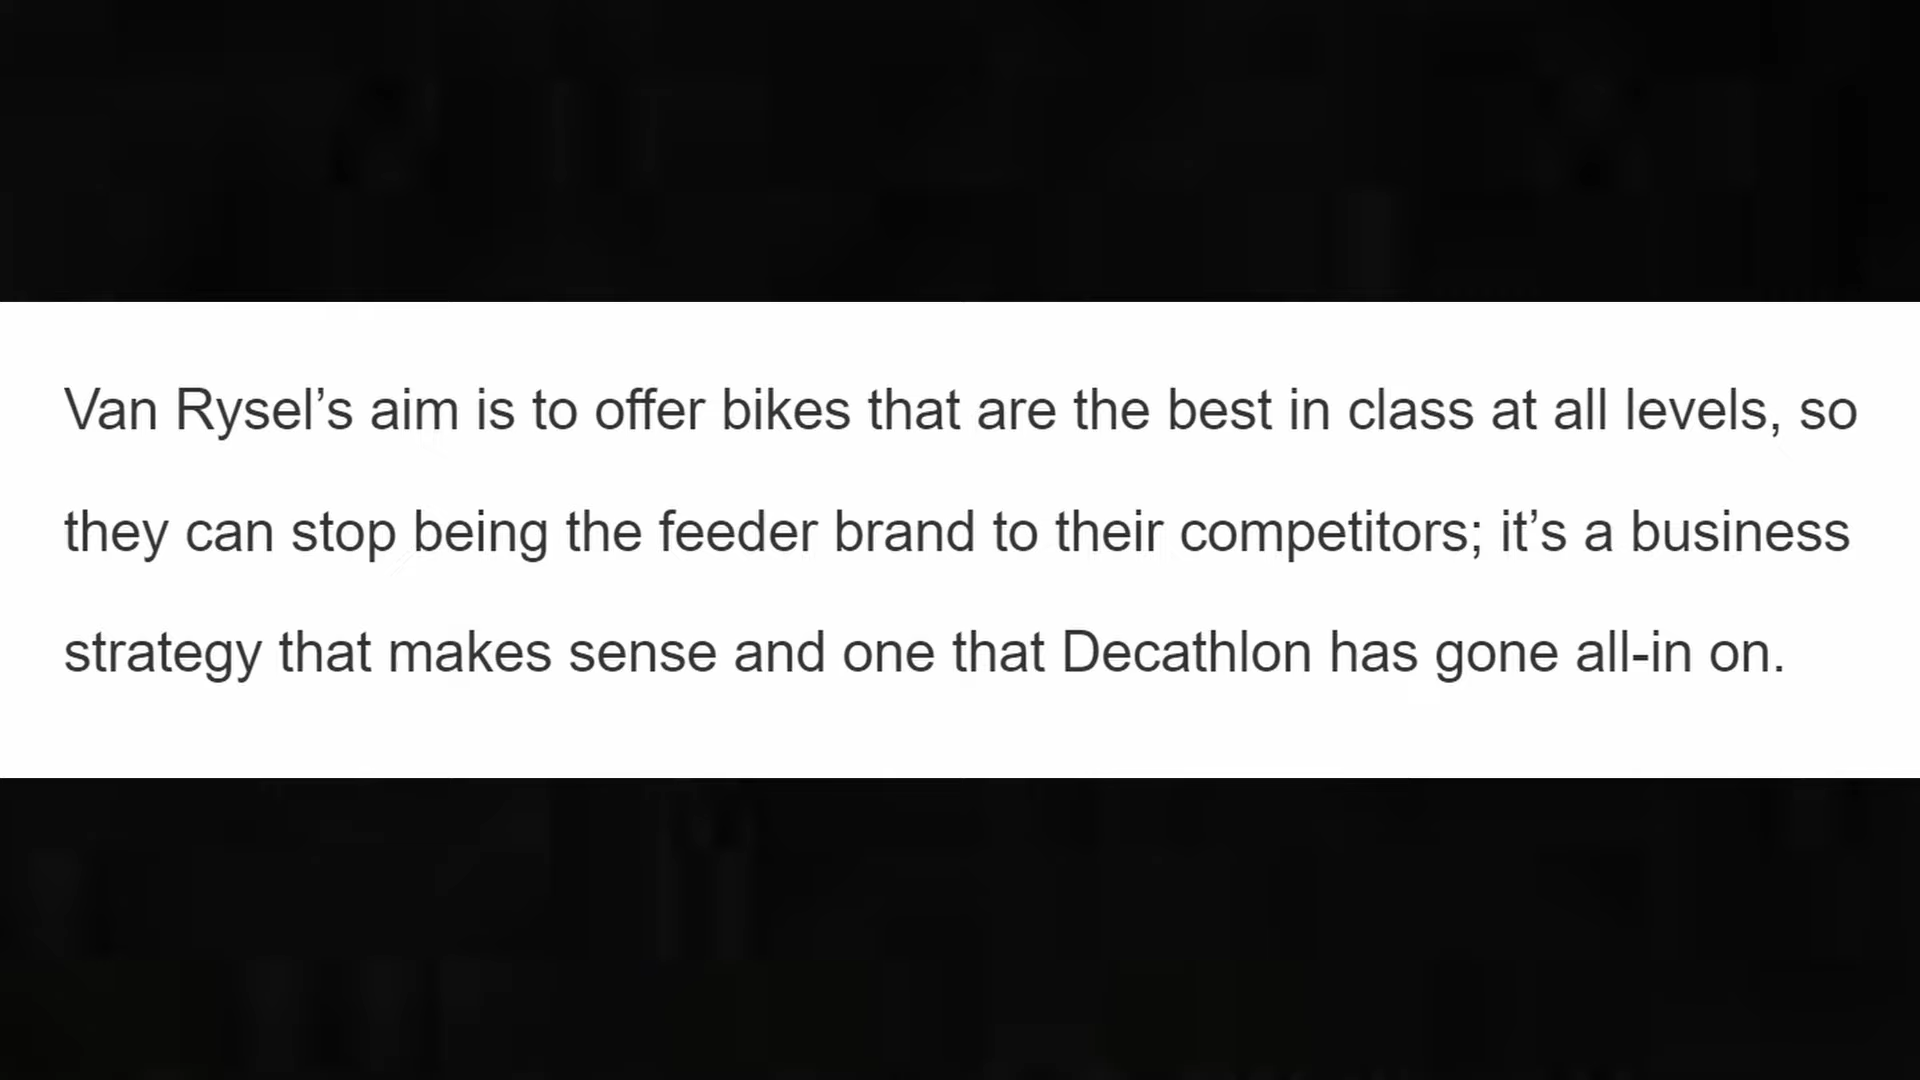 Van Rysel’s aim is to offer bikes that are the best in class at all levels, so
they can stop being the feeder brand to their competitors; it’s a business
strategy that makes sense and one that Decathlon has gone all-in on.